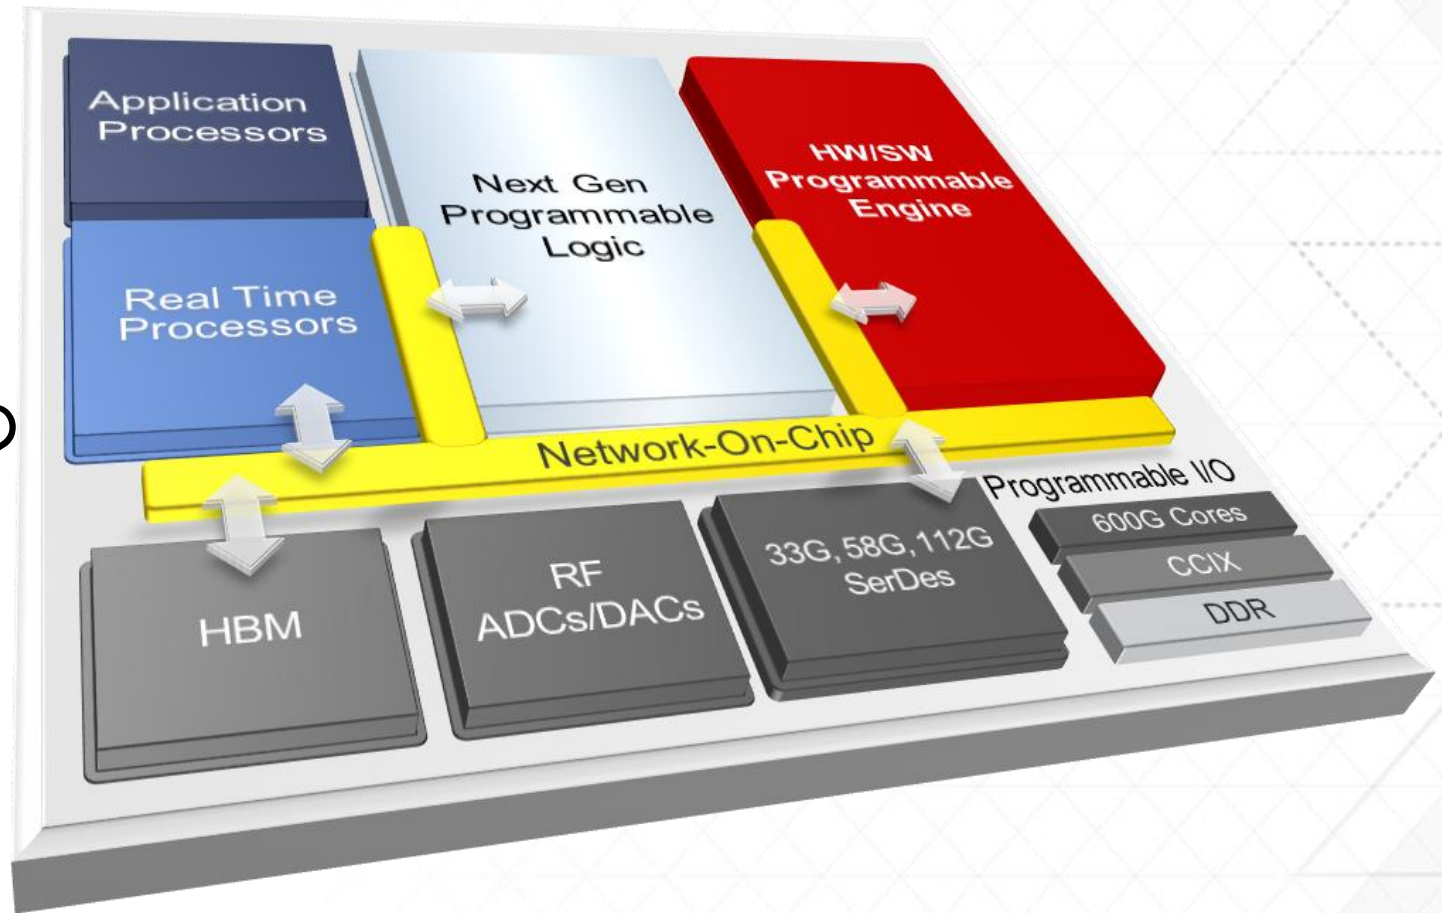 Application
Processors
Next Gen
Programmable
Logic
HW/SW
Programmable
Engine
Real Time
Processors
Network-On-Chip
Programmable I/O
600G Cores
CCIX
DDR
HBM
RF
ADCs/DACs
33G, 58G, 112G
SerDes